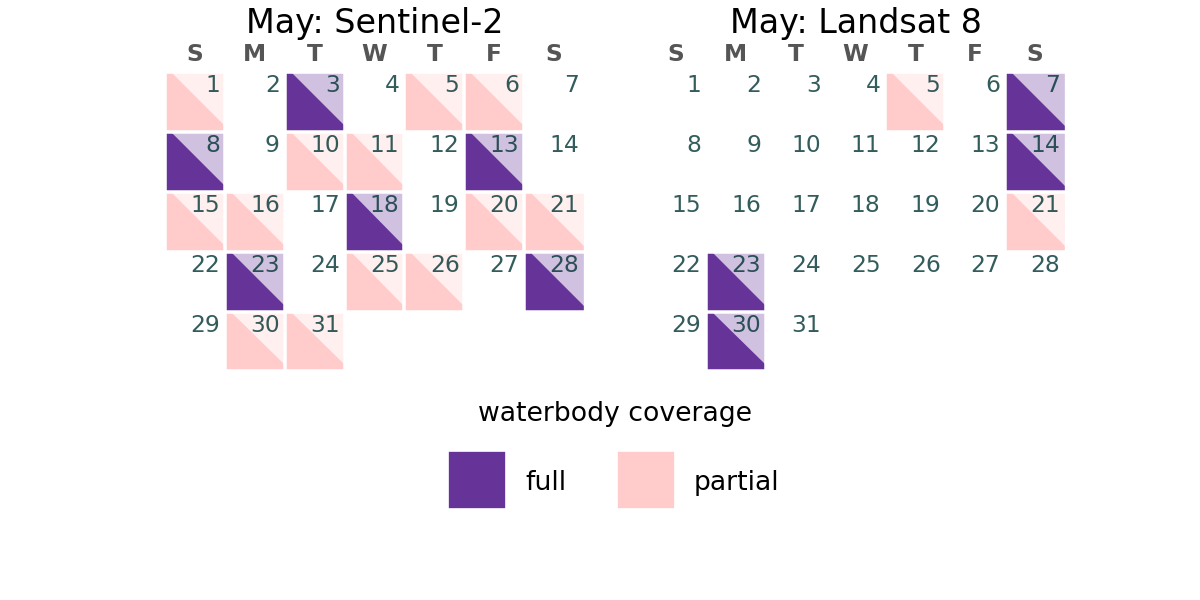 May: Sentinel-2
S M T W T F S
1 2 3 4 5 6 7
8 9 10 11 12 13 14
15 16 17 18 19 20 21
22 23 24 25 26 27 28
29 30 31
May: Landsat 8
S M T W T F S
1 2 3 4 5 6 7
8 9 10 11 12 13 14
15 16 17 18 19 20 21
22 23 24 25 26 27 28
29 30 31
waterbody coverage
full partial